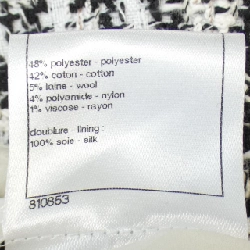 48% polyester - polyester
42% coton - cotton
5% laine - wool
4% polyamide - nylon
1% viscose - rayon
doublure - lining :
100% soie - silk
810853